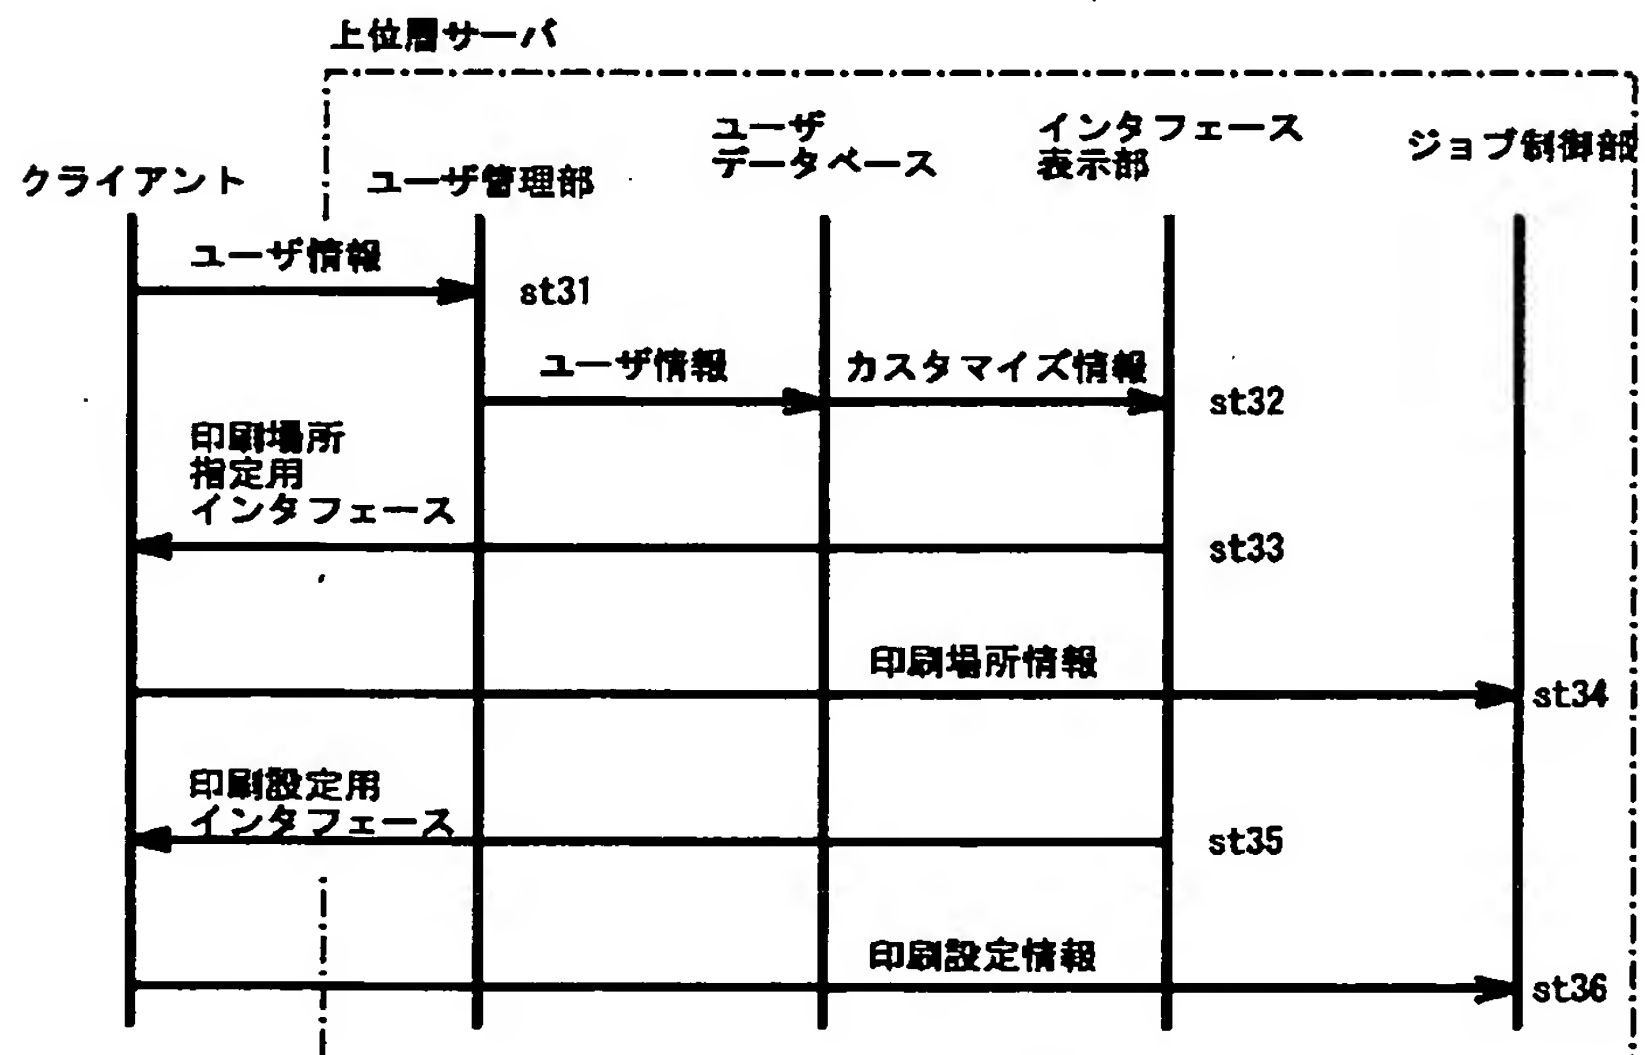 上位層サーバ
クライアント
ユーザ管理部
ユーザ
データベース
インタフェース
表示部
ジョブ制御部
ユーザ情報
st31
ユーザ情報
カスタマイズ情報
st32
印刷場所
指定用
インタフェース
st33
印刷場所情報
st34
印刷設定用
インタフェース
st35
印刷設定情報
st36